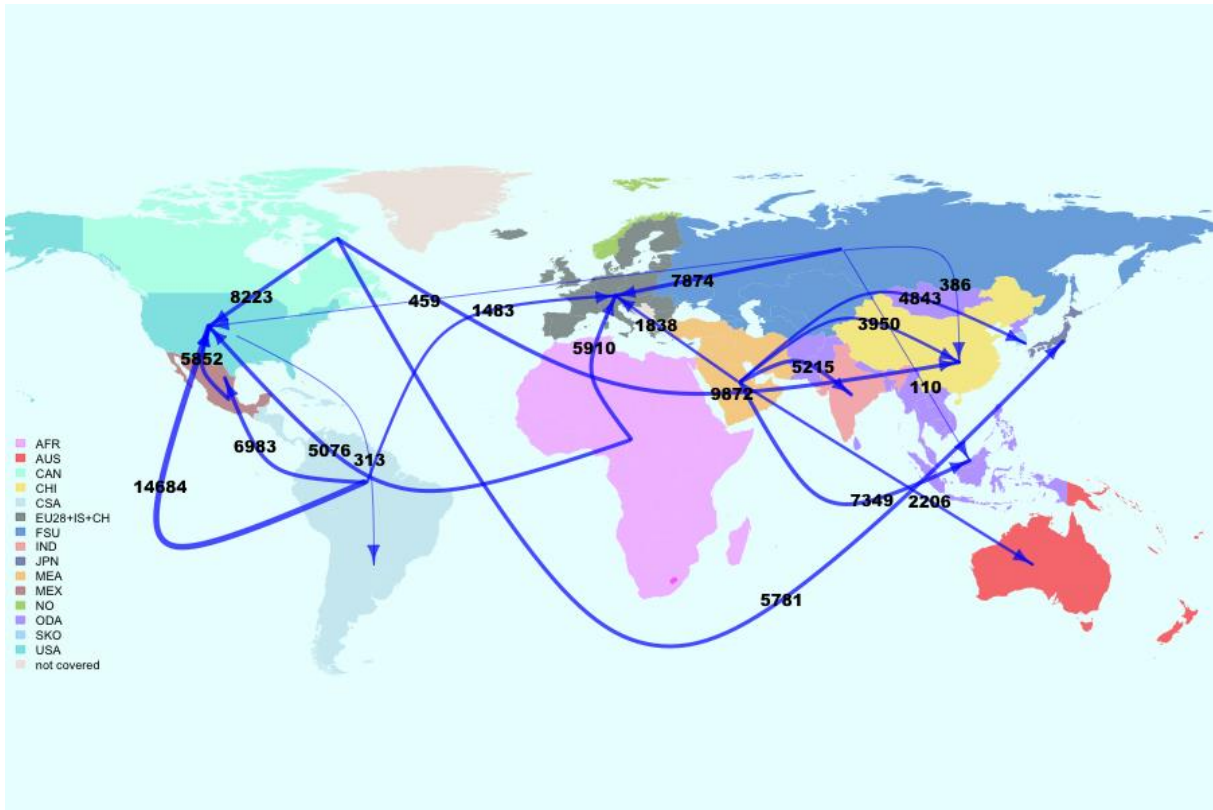 386
7874
4843
8223
459
1483
1838
3950
5910
5852
5215
110
9872
6983
5076
313
14684
7349
2206
5781
AFR
AUS
CAN
CHI
CSA
EU28+IS+CH
FSU
IND
JPN
MEA
MEX
NO
ODA
SKO
USA
not covered